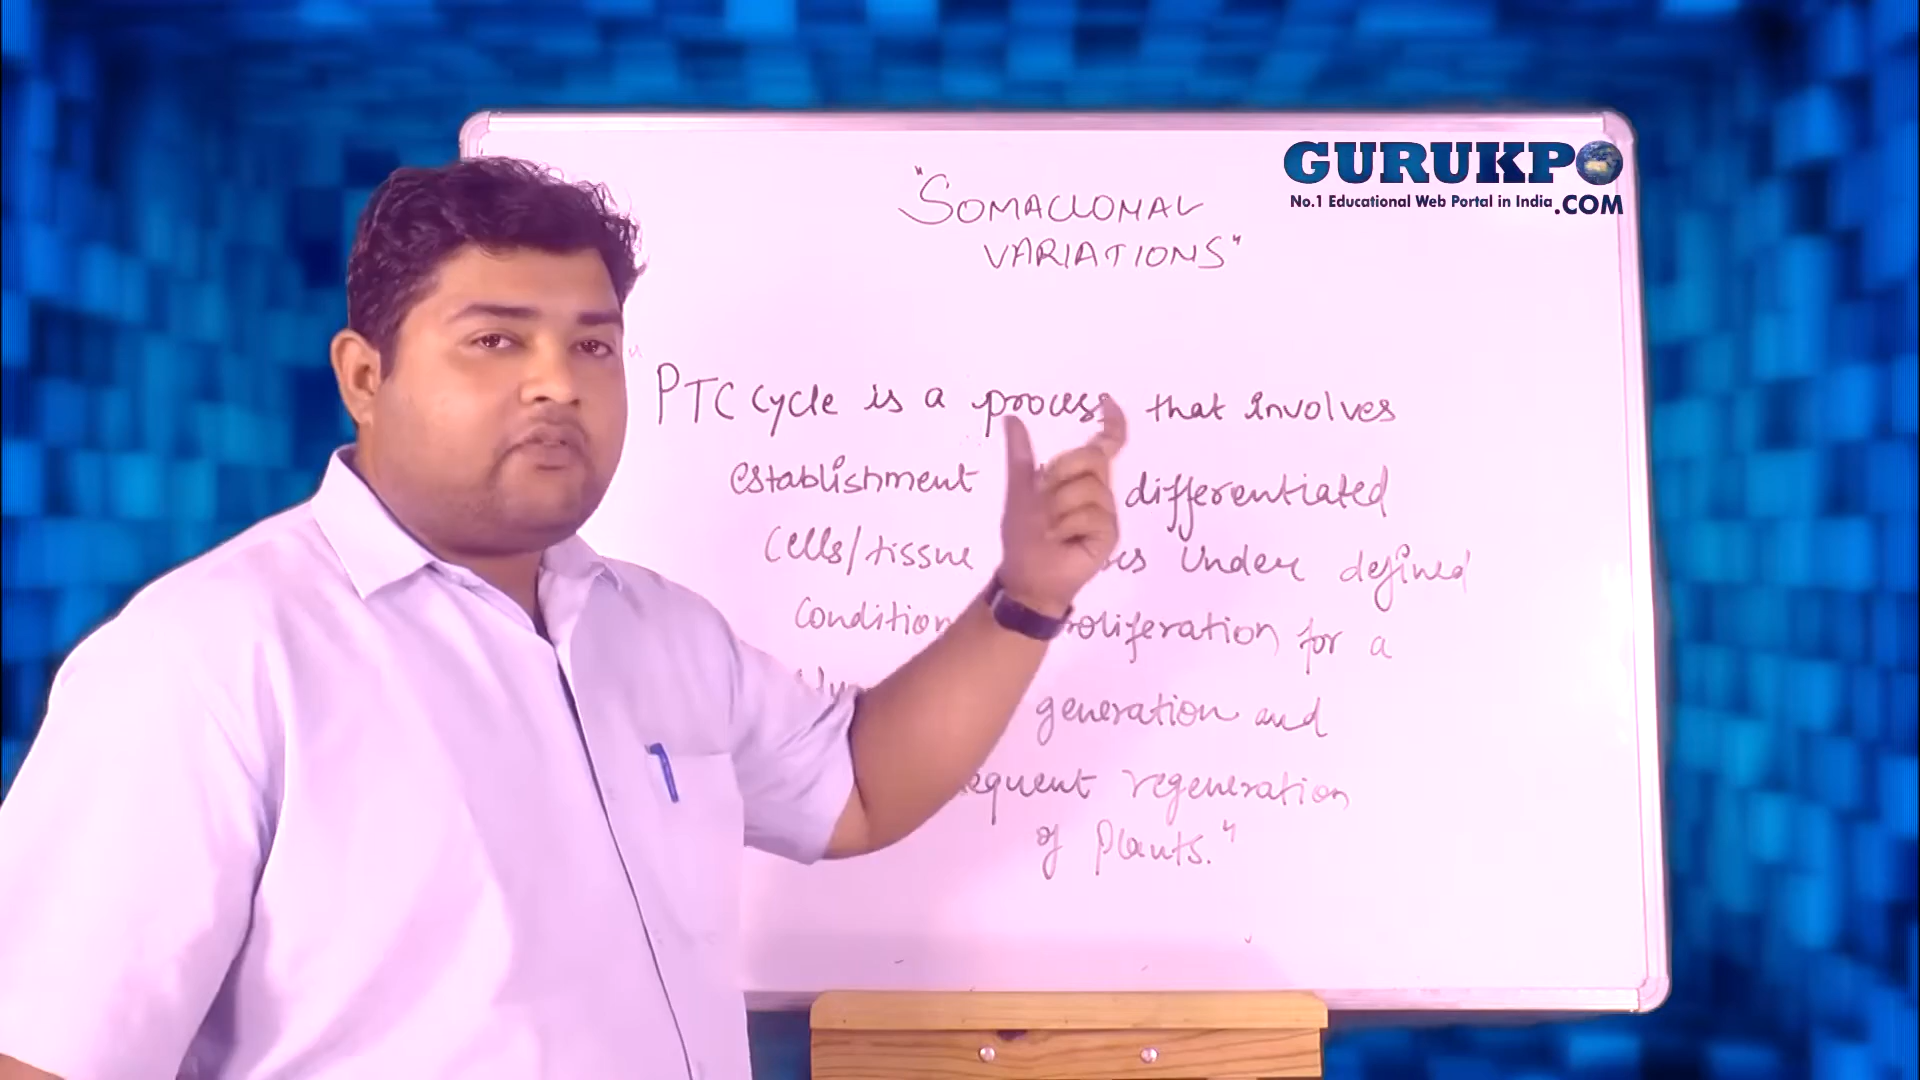 GURUKPO
No.1 Educational Web Portal in India .COM
"SOMACLONAL
VARIATIONS"
"PTC cycle is a process that involves
establishment differentiated
cells/tissue under defined
condition proliferation for a
generation and
regeneration
of Plants."